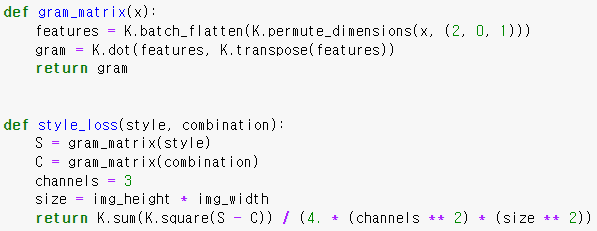 def gram_matrix(x):
    features = K.batch_flatten(K.permute_dimensions(x, (2, 0, 1)))
    gram = K.dot(features, K.transpose(features))
    return gram
def style_loss(style, combination):
    S = gram_matrix(style)
    C = gram_matrix(combination)
    channels = 3
    size = img_height * img_width
    return K.sum(K.square(S - C)) / (4. * (channels ** 2) * (size ** 2))